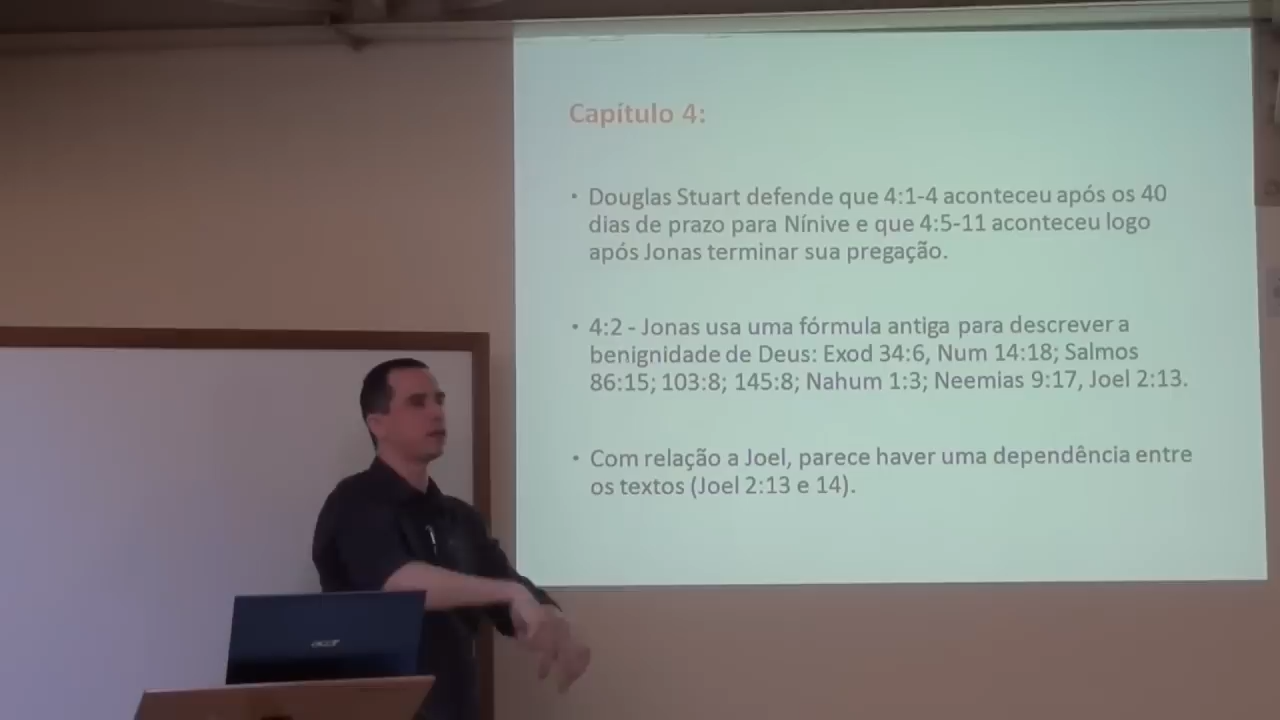 Capítulo 4:
• Douglas Stuart defende que 4:1-4 aconteceu após os 40
dias de prazo para Nínive e que 4:5-11 aconteceu logo
após Jonas terminar sua pregação.
• 4:2 - Jonas usa uma fórmula antiga para descrever a
benignidade de Deus: Exod 34:6, Num 14:18; Salmos
86:15; 103:8; 145:8; Nahum 1:3; Neemias 9:17, Joel 2:13.
• Com relação a Joel, parece haver uma dependência entre
os textos (Joel 2:13 e 14).
acer